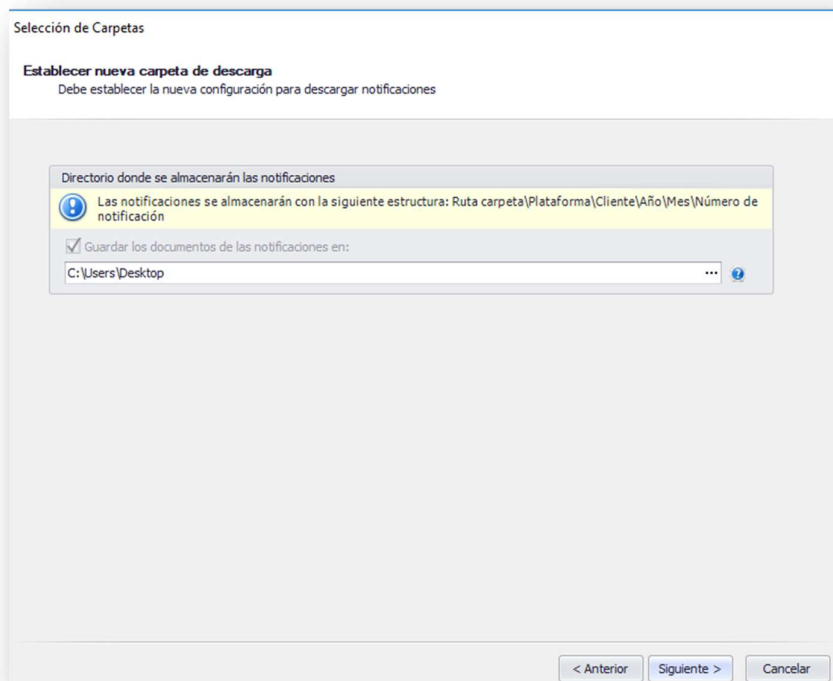 Selección de Carpetas
Establecer nueva carpeta de descarga
Debe establecer la nueva configuración para descargar notificaciones
Directorio donde se almacenarán las notificaciones
Las notificaciones se almacenarán con la siguiente estructura: Ruta carpeta\Plataforma\Cliente\Año\Mes\Número de
notificación
Guardar los documentos de las notificaciones en:
C:\Users\Desktop ...
< Anterior Siguiente > Cancelar